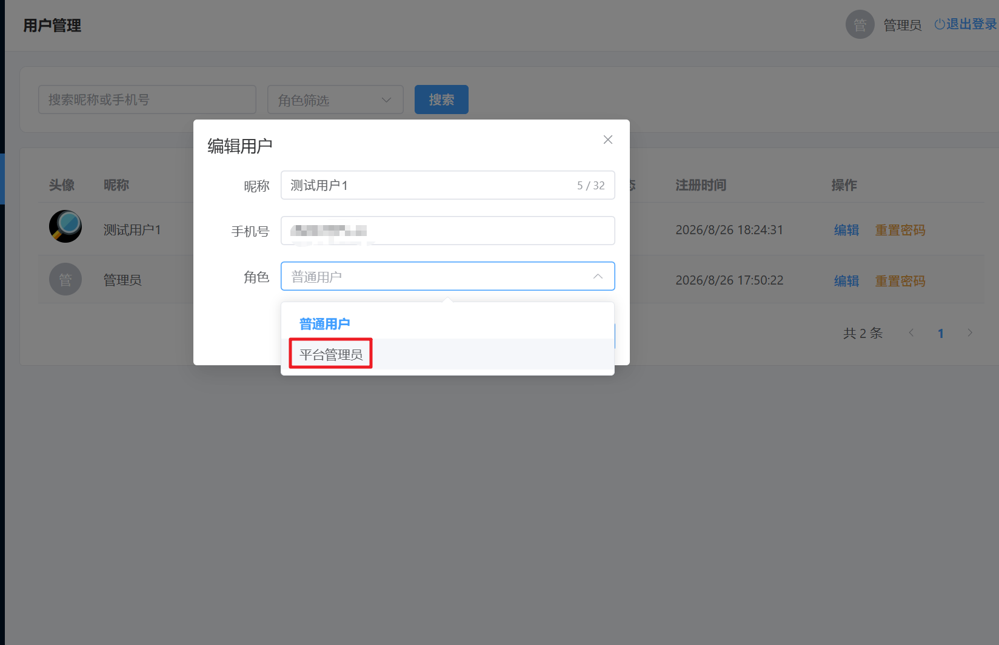 用户管理
管 管理员 退出登录
搜索昵称或手机号 角色筛选 搜索
编辑用户
昵称 测试用户1 5 / 32
手机号
角色 普通用户
普通用户
平台管理员
头像 昵称 态 注册时间 操作
测试用户1 2026/8/26 18:24:31 编辑 重置密码
管 管理员 2026/8/26 17:50:22 编辑 重置密码
共 2 条 1